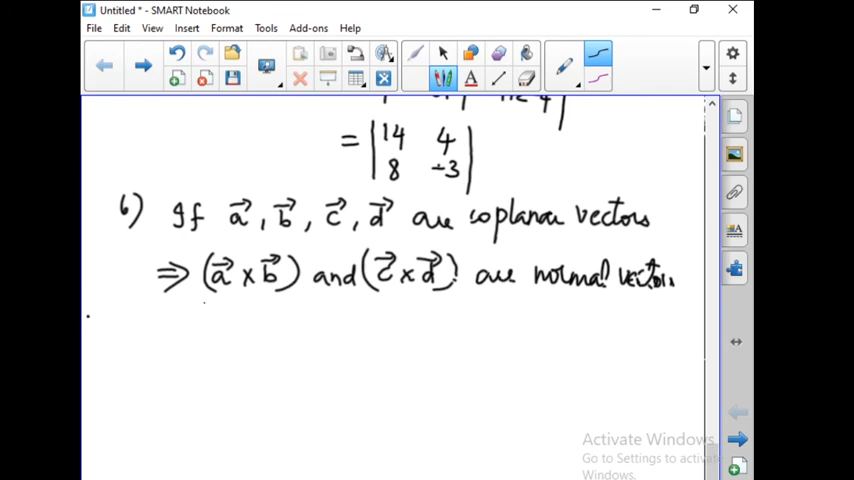 Untitled * - SMART Notebook
File Edit View Insert Format Tools Add-ons Help
= | 14 4 |
| 8 -3 |
6) If a⃗, b⃗, c⃗, d⃗ are coplanar vectors
⇒ (a⃗ × b⃗) and (c⃗ × d⃗) are normal vectors.
Activate Windows
Go to Settings to activate
Windows.